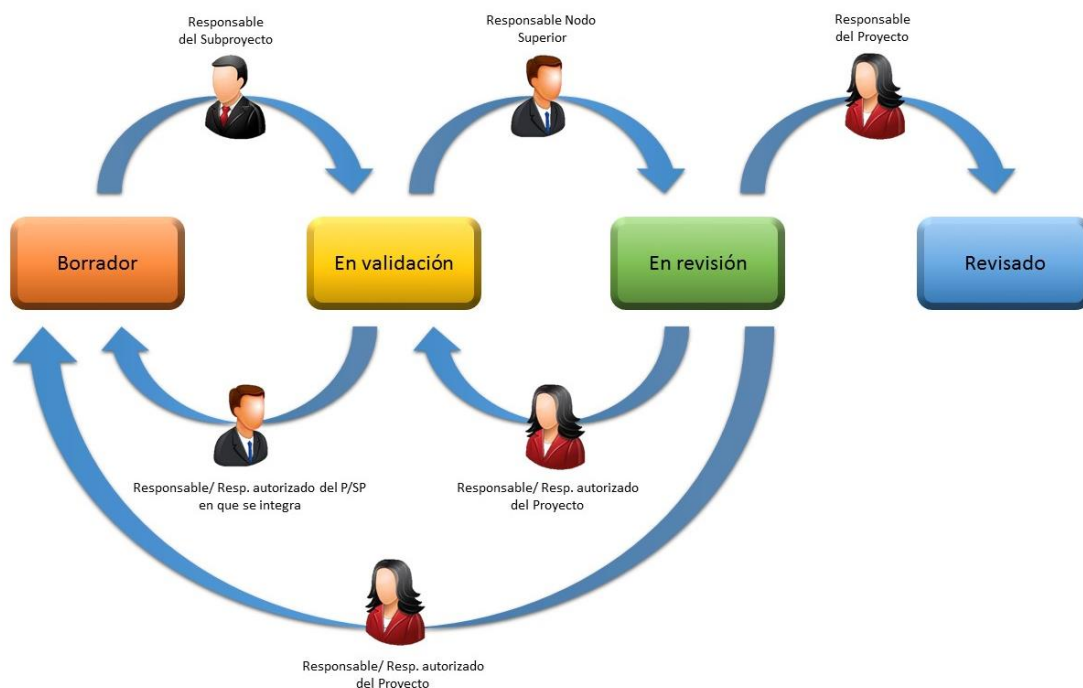 Responsable
del Subproyecto
Responsable Nodo
Superior
Responsable
del Proyecto
Borrador
En validación
En revisión
Revisado
Responsable/ Resp. autorizado del P/SP
en que se integra
Responsable/ Resp. autorizado
del Proyecto
Responsable/ Resp. autorizado
del Proyecto